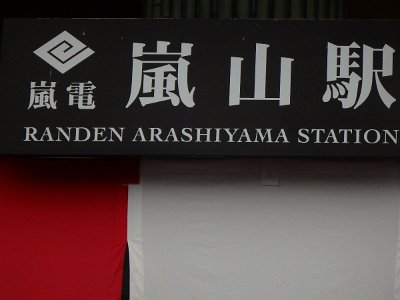 嵐電 嵐山駅
RANDEN ARASHIYAMA STATION